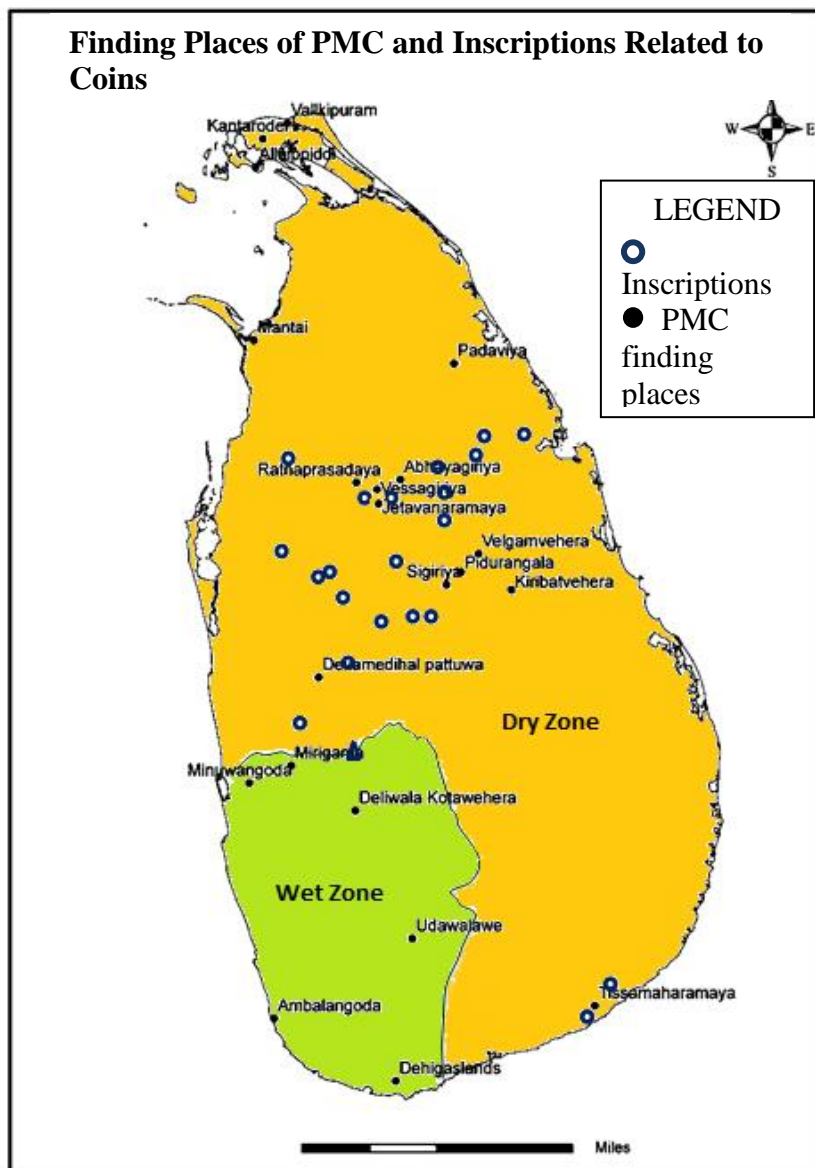 Finding Places of PMC and Inscriptions Related to
Coins
Vallkipuram
Kantaroder
Allaippiddi
W
E
S
LEGEND
Inscriptions
PMC
finding
places
Mantai
Padaviya
Abhayagiriya
Ratnaprasadaya
Vessagiriya
Jetavanaramaya
Velgamvehera
Pidurangala
Sigiriya
Kiribatvehera
Dewamedihal pattuwa
Dry Zone
Mirigama
Minuwangoda
Deliwala Kotawehera
Wet Zone
Udawalawe
Tissamaharamaya
Ambalangoda
Dehigaslands
Miles